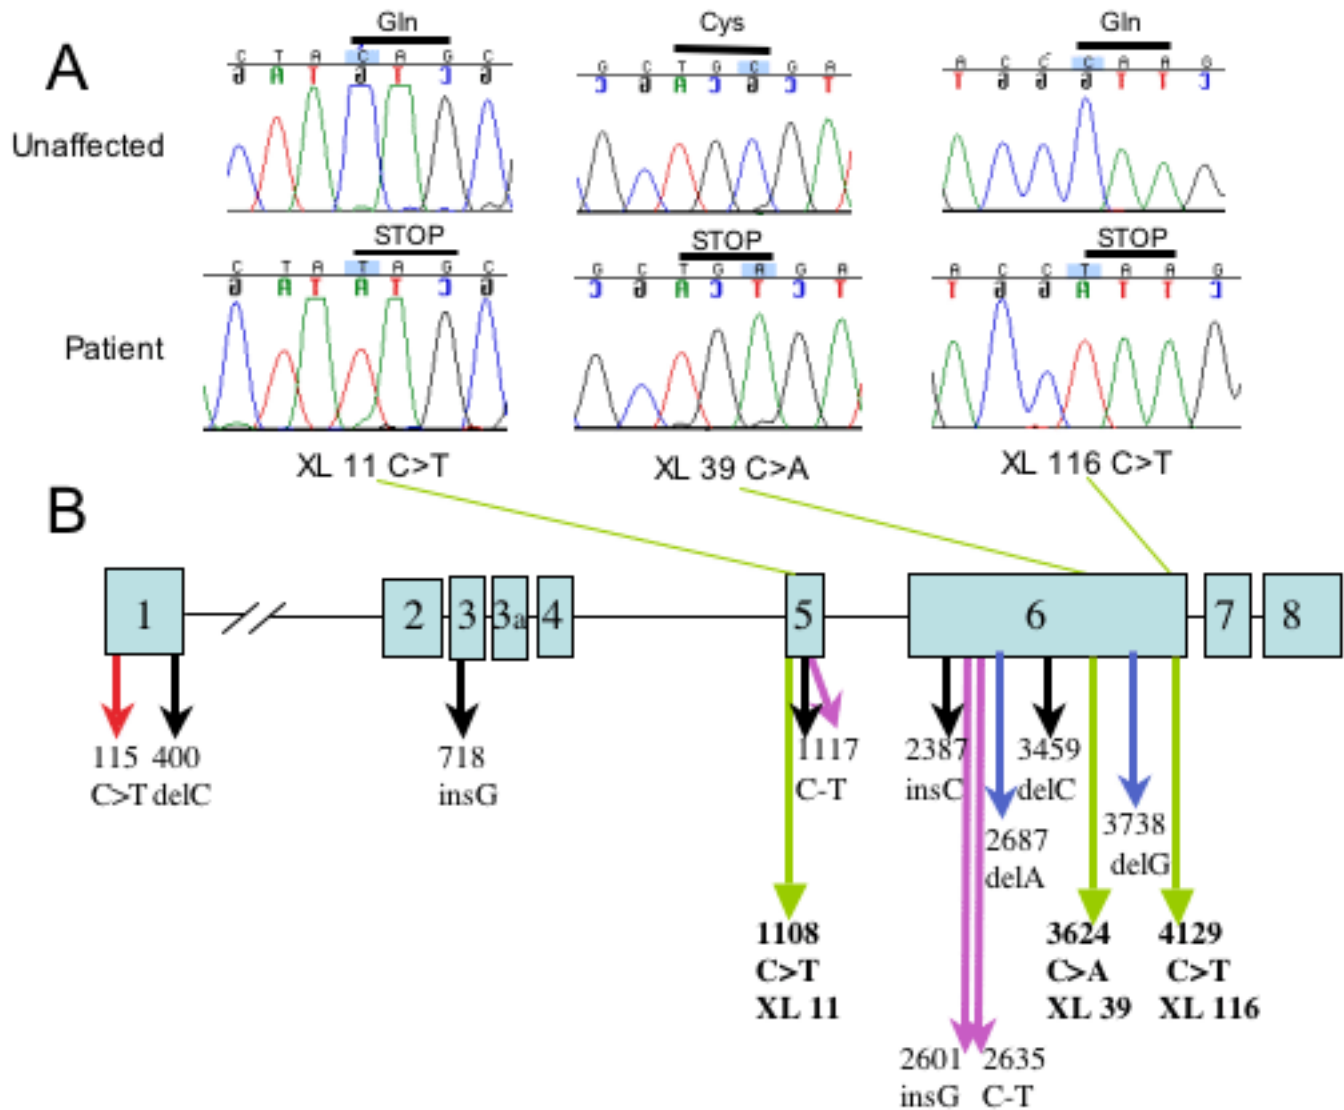 A
Gln
Cys
Gln
C T A C A G C
G A T G T C G
G C T G C G A
C G A C G C T
A C C C A A G
T G G G T T C
Unaffected
STOP
STOP
STOP
C T A T A G C
G A T A T C G
G C T G A G A
C G A C T C T
A C C T A A G
T G G A T T C
Patient
XL 11 C>T
XL 39 C>A
XL 116 C>T
B
1
2
3
3a
4
5
6
7
8
115
C>T
400
delC
718
insG
1117
C-T
2387
insC
3459
delC
2687
delA
3738
delG
1108
C>T
XL 11
3624
C>A
XL 39
4129
C>T
XL 116
2601
insG
2635
C-T